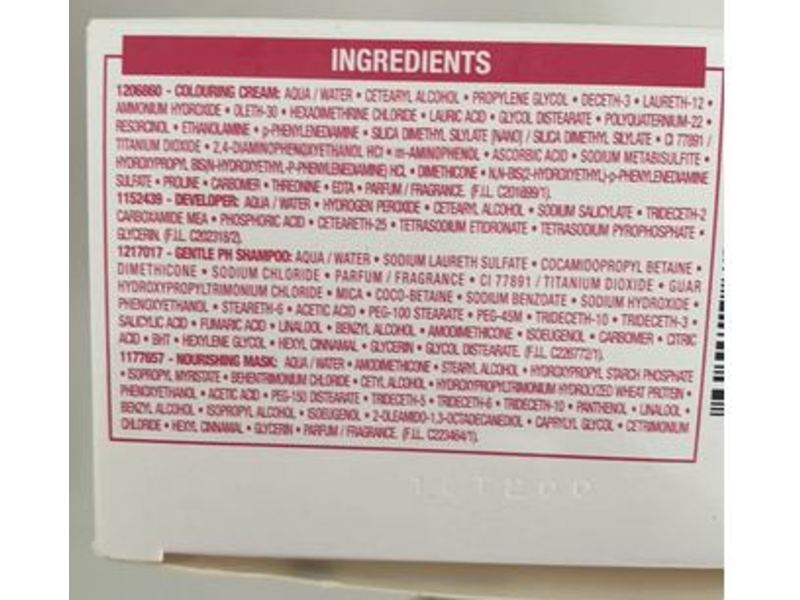 INGREDIENTS
1206860 - COLOURING CREAM: AQUA / WATER • CETEARYL ALCOHOL • PROPYLENE GLYCOL • DECETH-3 • LAURETH-12 •
AMMONIUM HYDROXIDE • OLETH-30 • HEXADIMETHRINE CHLORIDE • LAURIC ACID • GLYCOL DISTEARATE • POLYQUATERNIUM-22 •
RESORCINOL • ETHANOLAMINE • p-PHENYLENEDIAMINE • SILICA DIMETHYL SILYLATE [NANO] / SILICA DIMETHYL SILYLATE • CI 77891 /
TITANIUM DIOXIDE • 2,4-DIAMINOPHENOXYETHANOL HCl • m-AMINOPHENOL • ASCORBIC ACID • SODIUM METABISULFITE •
HYDROXYPROPYL BIS(N-HYDROXYETHYL-P-PHENYLENEDIAMINE) HCL • DIMETHICONE • N,N-BIS(2-HYDROXYETHYL)-p-PHENYLENEDIAMINE
SULFATE • PROLINE • CARBOMER • THREONINE • EDTA • PARFUM / FRAGRANCE. (F.I.L. C201899/1).
1152439 - DEVELOPER: AQUA / WATER • HYDROGEN PEROXIDE • CETEARYL ALCOHOL • SODIUM SALICYLATE • TRIDECETH-2
CARBOXAMIDE MEA • PHOSPHORIC ACID • CETEARETH-25 • TETRASODIUM ETIDRONATE • TETRASODIUM PYROPHOSPHATE •
GLYCERIN. (F.I.L. C202318/2).
1217017 - GENTLE PH SHAMPOO: AQUA / WATER • SODIUM LAURETH SULFATE • COCAMIDOPROPYL BETAINE •
DIMETHICONE • SODIUM CHLORIDE • PARFUM / FRAGRANCE • CI 77891 / TITANIUM DIOXIDE • GUAR
HYDROXYPROPYLTRIMONIUM CHLORIDE • MICA • COCO-BETAINE • SODIUM BENZOATE • SODIUM HYDROXIDE •
PHENOXYETHANOL • STEARETH-6 • ACETIC ACID • PEG-100 STEARATE • PEG-45M • TRIDECETH-10 • TRIDECETH-3 •
SALICYLIC ACID • FUMARIC ACID • LINALOOL • BENZYL ALCOHOL • AMODIMETHICONE • ISOEUGENOL • CARBOMER • CITRIC
ACID • BHT • HEXYLENE GLYCOL • HEXYL CINNAMAL • GLYCERIN • GLYCOL DISTEARATE. (F.I.L. C226772/1).
1177657 - NOURISHING MASK: AQUA / WATER • AMODIMETHICONE • STEARYL ALCOHOL • HYDROXYPROPYL STARCH PHOSPHATE
• ISOPROPYL MYRISTATE • BEHENTRIMONIUM CHLORIDE • CETYL ALCOHOL • HYDROXYPROPYLTRIMONIUM HYDROLYZED WHEAT PROTEIN •
PHENOXYETHANOL • ACETIC ACID • PEG-150 DISTEARATE • TRIDECETH-5 • TRIDECETH-6 • TRIDECETH-10 • PANTHENOL • LINALOOL •
BENZYL ALCOHOL • ISOPROPYL ALCOHOL • ISOEUGENOL • 2-OLEAMIDO-1,3-OCTADECANEDIOL • CAPRYLYL GLYCOL • CETRIMONIUM
CHLORIDE • HEXYL CINNAMAL • GLYCERIN • PARFUM / FRAGRANCE. (F.I.L. C223464/1).